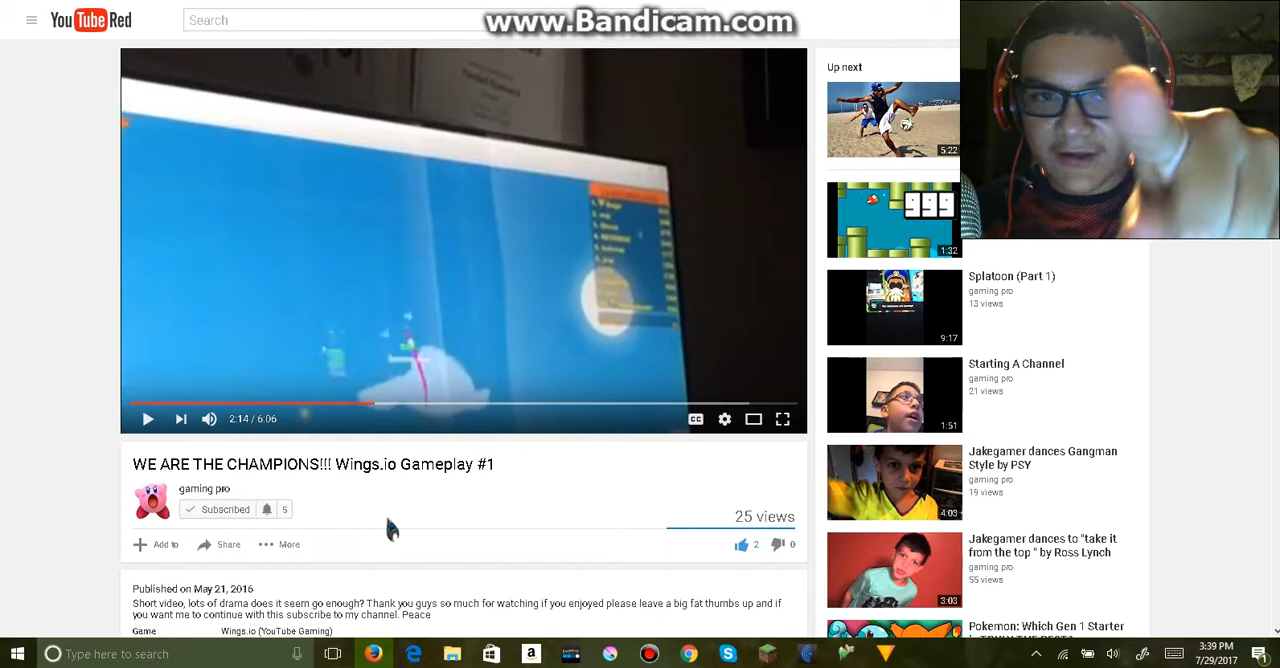 YouTube Red
Search
www.Bandicam.com
Up next
5:22
999
1:32
Splatoon (Part 1)
gaming pro
13 views
9:17
Starting A Channel
gaming pro
21 views
1:51
Jakegamer dances Gangman
Style by PSY
gaming pro
19 views
4:03
Jakegamer dances to "take it
from the top " by Ross Lynch
gaming pro
55 views
3:03
Pokemon: Which Gen 1 Starter
2:14 / 6:06
CC
WE ARE THE CHAMPIONS!!! Wings.io Gameplay #1
gaming pro
Subscribed 5
25 views
Add to Share More
2 0
Published on May 21, 2016
Short video, lots of drama does it seem go enough? Thank you guys so much for watching if you enjoyed please leave a big fat thumbs up and if
you want me to continue with this subscribe to my channel. Peace
Game Wings.io (YouTube Gaming)
Type here to search
3:39 PM
7/29/2017